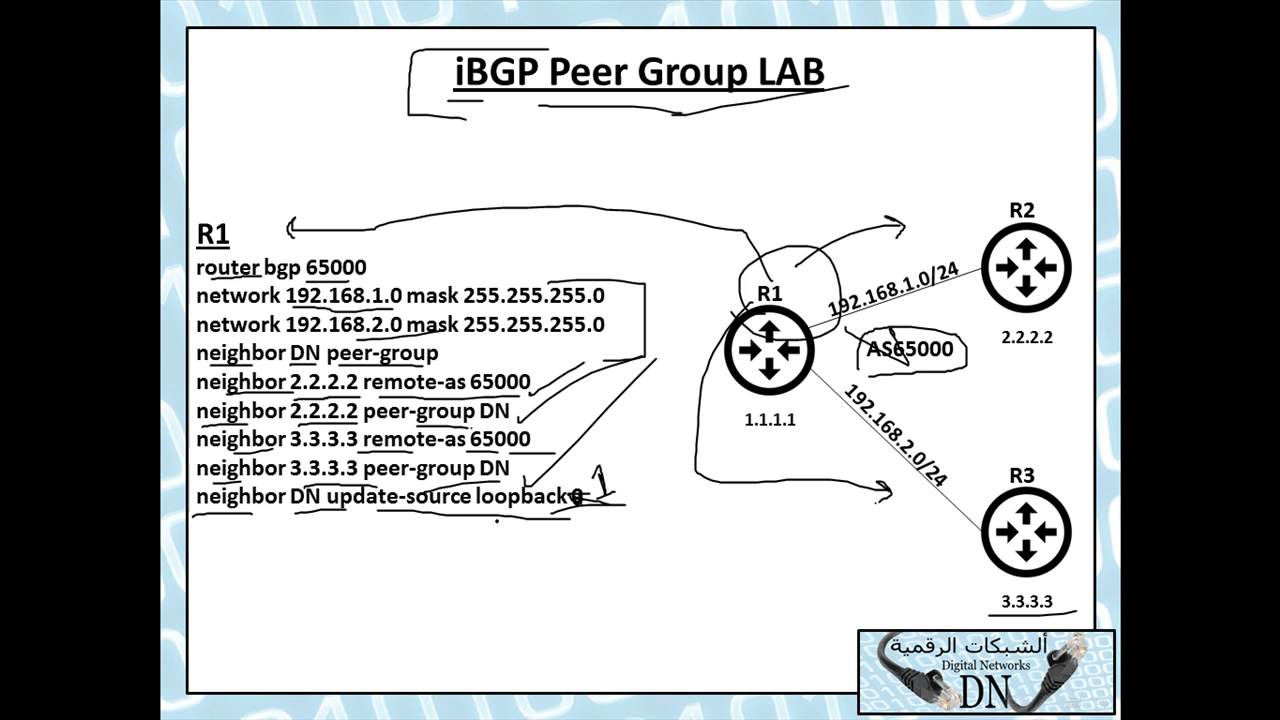 iBGP Peer Group LAB
R1
router bgp 65000
network 192.168.1.0 mask 255.255.255.0
network 192.168.2.0 mask 255.255.255.0
neighbor DN peer-group
neighbor 2.2.2.2 remote-as 65000
neighbor 2.2.2.2 peer-group DN
neighbor 3.3.3.3 remote-as 65000
neighbor 3.3.3.3 peer-group DN
neighbor DN update-source loopback0 1
R2
192.168.1.0/24
2.2.2.2
R1
AS65000
1.1.1.1
192.168.2.0/24
R3
3.3.3.3
ألشبكات الرقمية
Digital Networks
DN